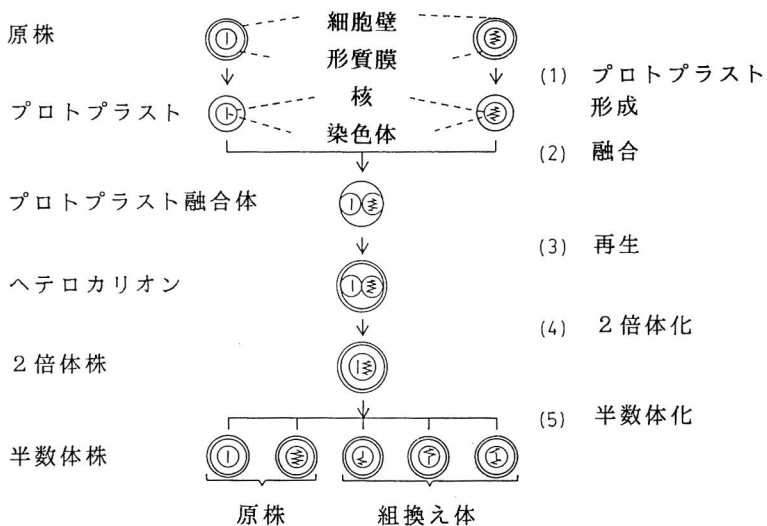 原株
細胞壁
形質膜
(1) プロトプラスト
形成
プロトプラスト
核
染色体
(2) 融合
プロトプラスト融合体
(3) 再生
ヘテロカリオン
(4) 2倍体化
2倍体株
(5) 半数体化
半数体株
原株
組換え体